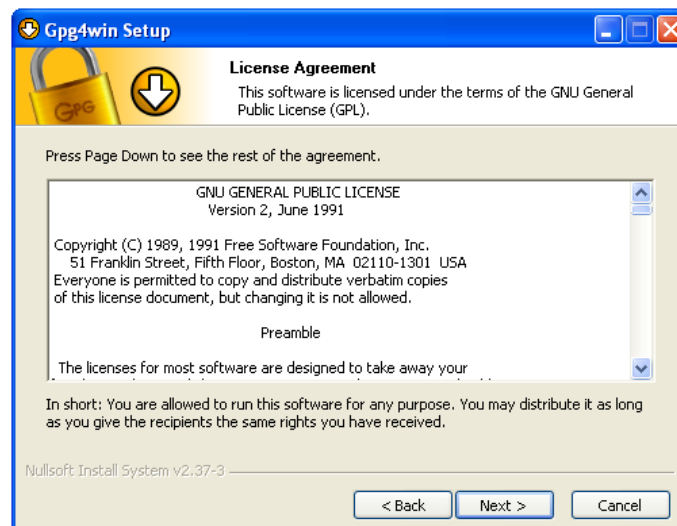 Gpg4win Setup
GPG
License Agreement
This software is licensed under the terms of the GNU General
Public License (GPL).
Press Page Down to see the rest of the agreement.
GNU GENERAL PUBLIC LICENSE
Version 2, June 1991
Copyright (C) 1989, 1991 Free Software Foundation, Inc.
51 Franklin Street, Fifth Floor, Boston, MA 02110-1301 USA
Everyone is permitted to copy and distribute verbatim copies
of this license document, but changing it is not allowed.
Preamble
The licenses for most software are designed to take away your
In short: You are allowed to run this software for any purpose. You may distribute it as long
as you give the recipients the same rights you have received.
Nullsoft Install System v2.37-3
< Back
Next >
Cancel